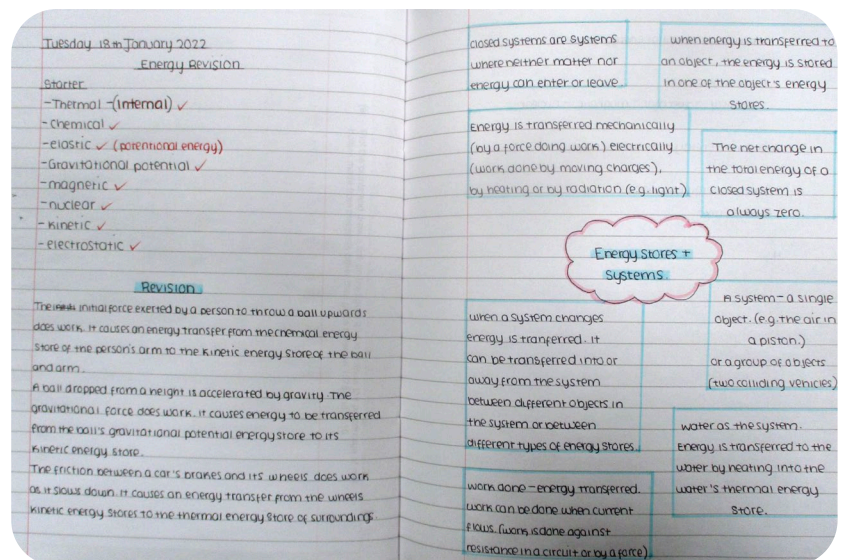 Tuesday 18th January 2022
Energy Revision
Starter
-Thermal -(internal) ✓
-Chemical ✓
-elastic ✓ (potentional energy)
-Gravitational potential ✓
-magnetic ✓
-nuclear ✓
-kinetic ✓
-electrostatic ✓
Revision
The initial force exerted by a person to throw a ball upwards
does work. It causes an energy transfer from the chemical energy
store of the person's arm to the kinetic energy store of the ball
and arm.
A ball dropped from a height is accelerated by gravity. The
gravitational force does work. it causes energy to be transferred
from the ball's gravitational potential energy store to its
kinetic energy store.
The friction between a car's brakes and its wheels does work
as it slows down. It causes an energy transfer from the wheels
kinetic energy stores to the thermal energy store of surroundings.
closed systems are systems
where neither matter nor
energy can enter or leave
when energy is transferred to
an object, the energy is stored
in one of the object's energy
stores.
Energy is transferred mechanically
(by a force doing work) electrically
(work done by moving charges),
by heating or by radiation (e.g. light)
The net change in
the total energy of a
closed system is
always zero.
Energy Stores +
Systems
when a system changes
energy is tranferred. It
can be transferred into or
away from the system
between different objects in
the system or between
different types of energy stores.
A system - a single
object. (e.g. the air in
a piston.)
or a group of objects
(two colliding vehicles)
water as the system.
Energy is transferred to the
water by heating into the
water's thermal energy
store.
work done - energy transferred.
work can be done when current
flows. (work is done against
resistance in a circuit or by a force)